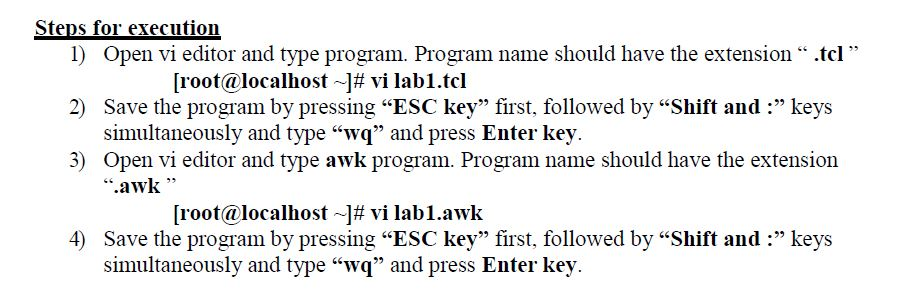 Steps for execution
1) Open vi editor and type program. Program name should have the extension “ .tcl ”
[root@localhost ~]# vi lab1.tcl
2) Save the program by pressing “ESC key” first, followed by “Shift and :” keys
simultaneously and type “wq” and press Enter key.
3) Open vi editor and type awk program. Program name should have the extension
“.awk ”
[root@localhost ~]# vi lab1.awk
4) Save the program by pressing “ESC key” first, followed by “Shift and :” keys
simultaneously and type “wq” and press Enter key.